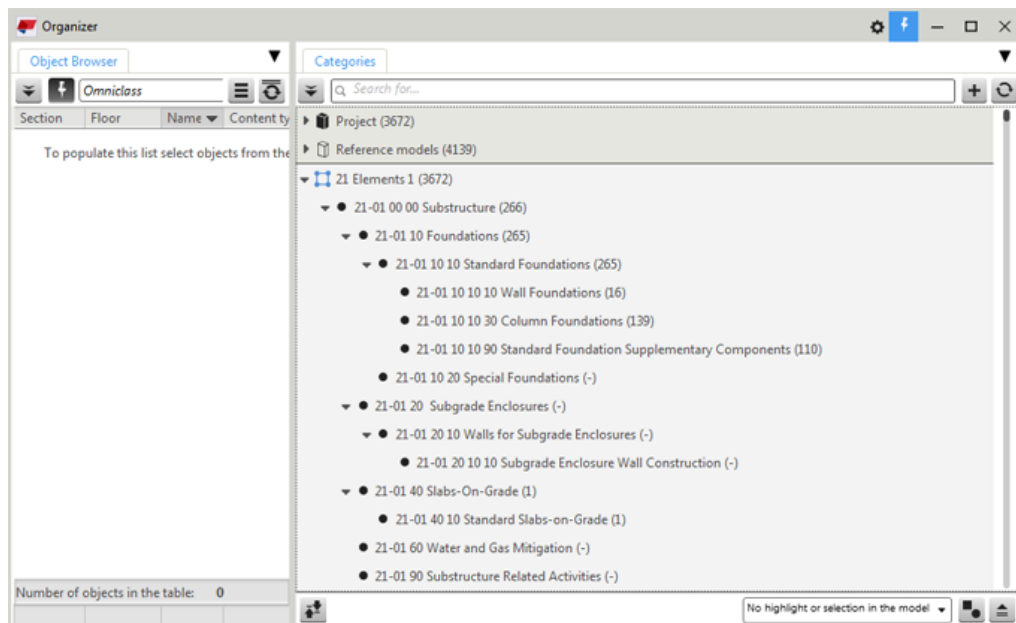 Organizer
Object Browser
Omniclass
Section Floor Name Content ty
To populate this list select objects from the
Number of objects in the table: 0
Categories
Search for...
Project (3672)
Reference models (4139)
21 Elements 1 (3672)
21-01 00 00 Substructure (266)
21-01 10 Foundations (265)
21-01 10 10 Standard Foundations (265)
21-01 10 10 10 Wall Foundations (16)
21-01 10 10 30 Column Foundations (139)
21-01 10 10 90 Standard Foundation Supplementary Components (110)
21-01 10 20 Special Foundations (-)
21-01 20 Subgrade Enclosures (-)
21-01 20 10 Walls for Subgrade Enclosures (-)
21-01 20 10 10 Subgrade Enclosure Wall Construction (-)
21-01 40 Slabs-On-Grade (1)
21-01 40 10 Standard Slabs-on-Grade (1)
21-01 60 Water and Gas Mitigation (-)
21-01 90 Substructure Related Activities (-)
No highlight or selection in the model